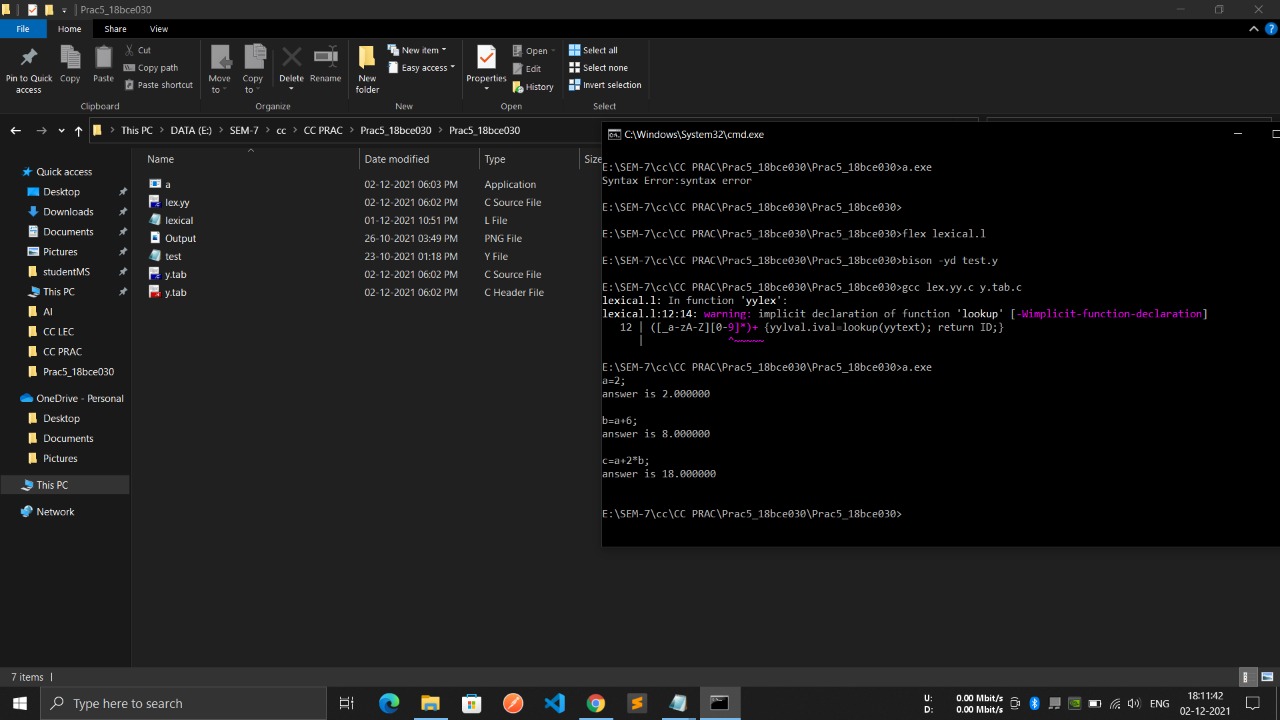 Prac5_18bce030
File Home Share View
Pin to Quick access
Copy
Paste
Cut
Copy path
Paste shortcut
Clipboard
Move to
Copy to
Delete
Rename
Organize
New folder
New item
Easy access
New
Properties
Open
Edit
History
Open
Select all
Select none
Invert selection
Select
This PC DATA (E:) SEM-7 cc CC PRAC Prac5_18bce030 Prac5_18bce030
Quick access
Desktop
Downloads
Documents
Pictures
studentMS
This PC
AI
CC LEC
CC PRAC
Prac5_18bce030
OneDrive - Personal
Desktop
Documents
Pictures
This PC
Network
Name Date modified Type Size
a 02-12-2021 06:03 PM Application
lex.yy 02-12-2021 06:02 PM C Source File
lexical 01-12-2021 10:51 PM L File
Output 26-10-2021 03:49 PM PNG File
test 23-10-2021 01:18 PM Y File
y.tab 02-12-2021 06:02 PM C Source File
y.tab 02-12-2021 06:02 PM C Header File
C:\Windows\System32\cmd.exe
E:\SEM-7\cc\CC PRAC\Prac5_18bce030\Prac5_18bce030>a.exe
Syntax Error:syntax error
E:\SEM-7\cc\CC PRAC\Prac5_18bce030\Prac5_18bce030>
E:\SEM-7\cc\CC PRAC\Prac5_18bce030\Prac5_18bce030>flex lexical.l
E:\SEM-7\cc\CC PRAC\Prac5_18bce030\Prac5_18bce030>bison -yd test.y
E:\SEM-7\cc\CC PRAC\Prac5_18bce030\Prac5_18bce030>gcc lex.yy.c y.tab.c
lexical.l: In function 'yylex':
lexical.l:12:14: warning: implicit declaration of function 'lookup' [-Wimplicit-function-declaration]
12 | ([_a-zA-Z][0-9]*)+ {yylval.ival=lookup(yytext); return ID;}
| ^~~~~~
E:\SEM-7\cc\CC PRAC\Prac5_18bce030\Prac5_18bce030>a.exe
a=2;
answer is 2.000000
b=a+6;
answer is 8.000000
c=a+2*b;
answer is 18.000000
E:\SEM-7\cc\CC PRAC\Prac5_18bce030\Prac5_18bce030>
7 items
Type here to search
U: 0.00 Mbit/s
D: 0.00 Mbit/s
ENG
18:11:42
02-12-2021